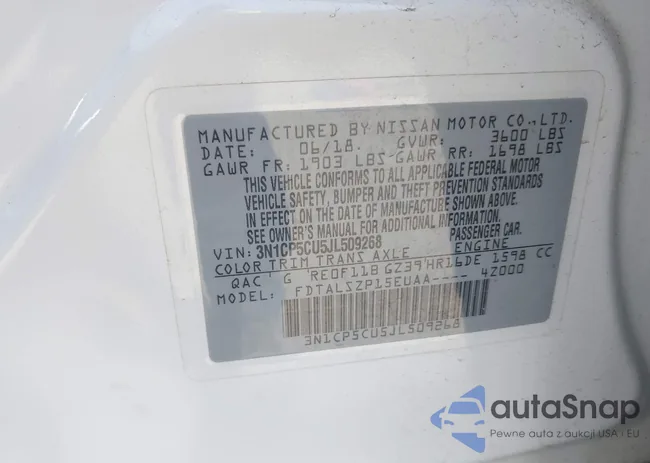 MANUFACTURED BY NISSAN MOTOR CO.,LTD.
DATE: 06/18. GVWR: 3600 LBS
GAWR FR: 1903 LBS-GAWR RR: 1698 LBS
THIS VEHICLE CONFORMS TO ALL APPLICABLE FEDERAL MOTOR
VEHICLE SAFETY, BUMPER AND THEFT PREVENTION STANDARDS
IN EFFECT ON THE DATE OF MANUFACTURE SHOWN ABOVE.
SEE OWNER'S MANUAL FOR ADDITIONAL INFORMATION.
VIN: 3N1CP5CU5JL509268 PASSENGER CAR.
COLOR TRIM TRANS AXLE ENGINE
QAC G RE0F11B GZ39 HR16DE 1598 CC
MODEL: FDTALSZP15EUAA---- 4Z000
3N1CP5CU5JL509268
autaSnap
Pewne auta z aukcji USA i EU